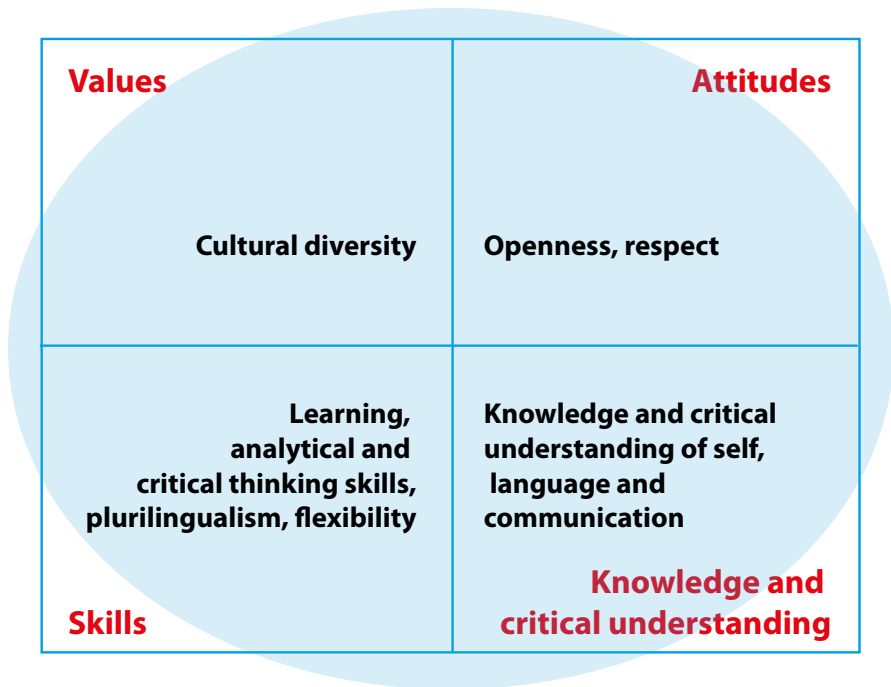 Values
Attitudes
Cultural diversity
Openness, respect
Learning,
analytical and
critical thinking skills,
plurilingualism, flexibility
Knowledge and critical
understanding of self,
language and
communication
Skills
Knowledge and
critical understanding